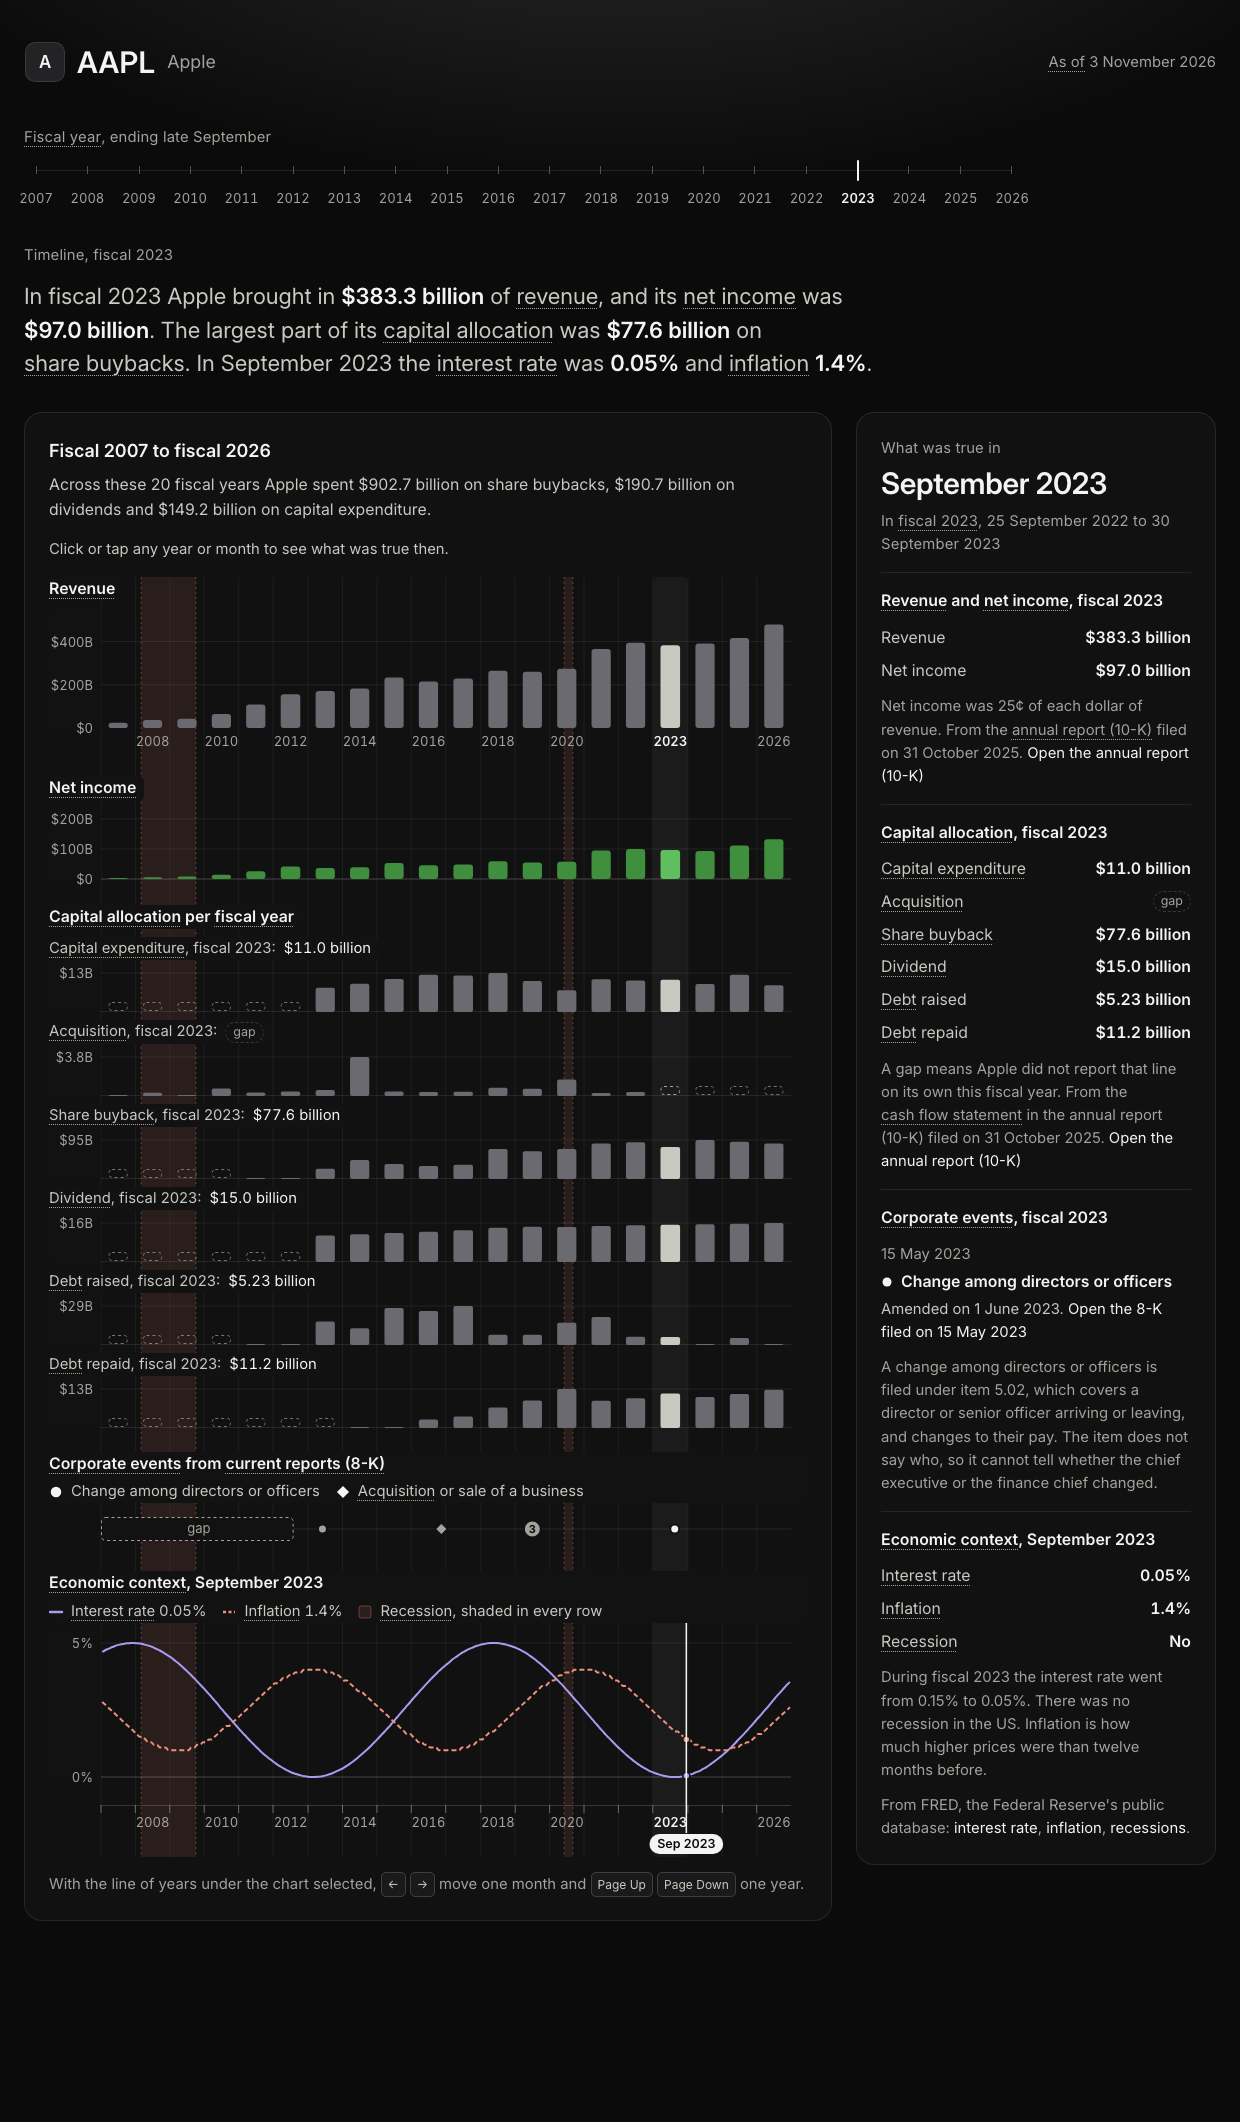 A AAPL Apple
As of 3 November 2026
Fiscal year, ending late September
2007 2008 2009 2010 2011 2012 2013 2014 2015 2016 2017 2018 2019 2020 2021 2022 2023 2024 2025 2026
Timeline, fiscal 2023
In fiscal 2023 Apple brought in $383.3 billion of revenue, and its net income was
$97.0 billion. The largest part of its capital allocation was $77.6 billion on
share buybacks. In September 2023 the interest rate was 0.05% and inflation 1.4%.
Fiscal 2007 to fiscal 2026
Across these 20 fiscal years Apple spent $902.7 billion on share buybacks, $190.7 billion on
dividends and $149.2 billion on capital expenditure.
Click or tap any year or month to see what was true then.
Revenue
$400B
$200B
$0
2008 2010 2012 2014 2016 2018 2020 2023 2026
Net income
$200B
$100B
$0
Capital allocation per fiscal year
Capital expenditure, fiscal 2023: $11.0 billion
$13B
Acquisition, fiscal 2023: gap
$3.8B
Share buyback, fiscal 2023: $77.6 billion
$95B
Dividend, fiscal 2023: $15.0 billion
$16B
Debt raised, fiscal 2023: $5.23 billion
$29B
Debt repaid, fiscal 2023: $11.2 billion
$13B
Corporate events from current reports (8-K)
Change among directors or officers Acquisition or sale of a business
gap 3
Economic context, September 2023
Interest rate 0.05% Inflation 1.4% Recession, shaded in every row
5%
0%
2008 2010 2012 2014 2016 2018 2020 2023 2026
Sep 2023
With the line of years under the chart selected, ← → move one month and Page Up Page Down one year.
What was true in
September 2023
In fiscal 2023, 25 September 2022 to 30
September 2023
Revenue and net income, fiscal 2023
Revenue $383.3 billion
Net income $97.0 billion
Net income was 25¢ of each dollar of
revenue. From the annual report (10-K) filed
on 31 October 2025. Open the annual report
(10-K)
Capital allocation, fiscal 2023
Capital expenditure $11.0 billion
Acquisition gap
Share buyback $77.6 billion
Dividend $15.0 billion
Debt raised $5.23 billion
Debt repaid $11.2 billion
A gap means Apple did not report that line
on its own this fiscal year. From the
cash flow statement in the annual report
(10-K) filed on 31 October 2025. Open the
annual report (10-K)
Corporate events, fiscal 2023
15 May 2023
Change among directors or officers
Amended on 1 June 2023. Open the 8-K
filed on 15 May 2023
A change among directors or officers is
filed under item 5.02, which covers a
director or senior officer arriving or leaving,
and changes to their pay. The item does not
say who, so it cannot tell whether the chief
executive or the finance chief changed.
Economic context, September 2023
Interest rate 0.05%
Inflation 1.4%
Recession No
During fiscal 2023 the interest rate went
from 0.15% to 0.05%. There was no
recession in the US. Inflation is how
much higher prices were than twelve
months before.
From FRED, the Federal Reserve's public
database: interest rate, inflation, recessions.